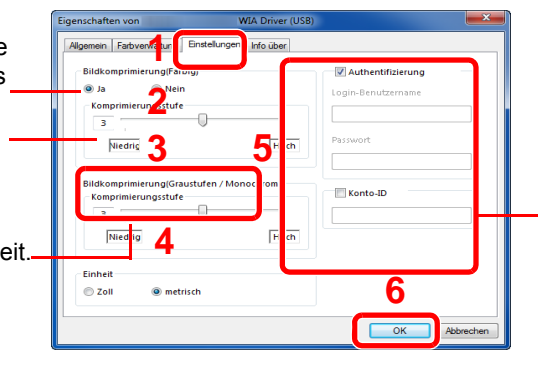 Eigenschaften von WIA Driver (USB)
Allgemein Farbverwaltung Einstellungen Info über
1
Bildkomprimierung(Farbig)
Ja Nein
2
Komprimierungsstufe
3
Niedrig Hoch
3
5
Bildkomprimierung(Graustufen / Monochrom
Komprimierungsstufe
3
Niedrig Hoch
4
Einheit
Zoll metrisch
Authentifizierung
Login-Benutzername
Passwort
Konto-ID
6
OK Abbrechen
e
s
eit.